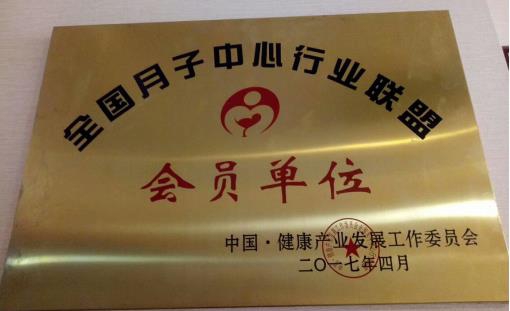 全国月子中心行业联盟
会员单位
中国·健康产业发展工作委员会
二〇一七年四月